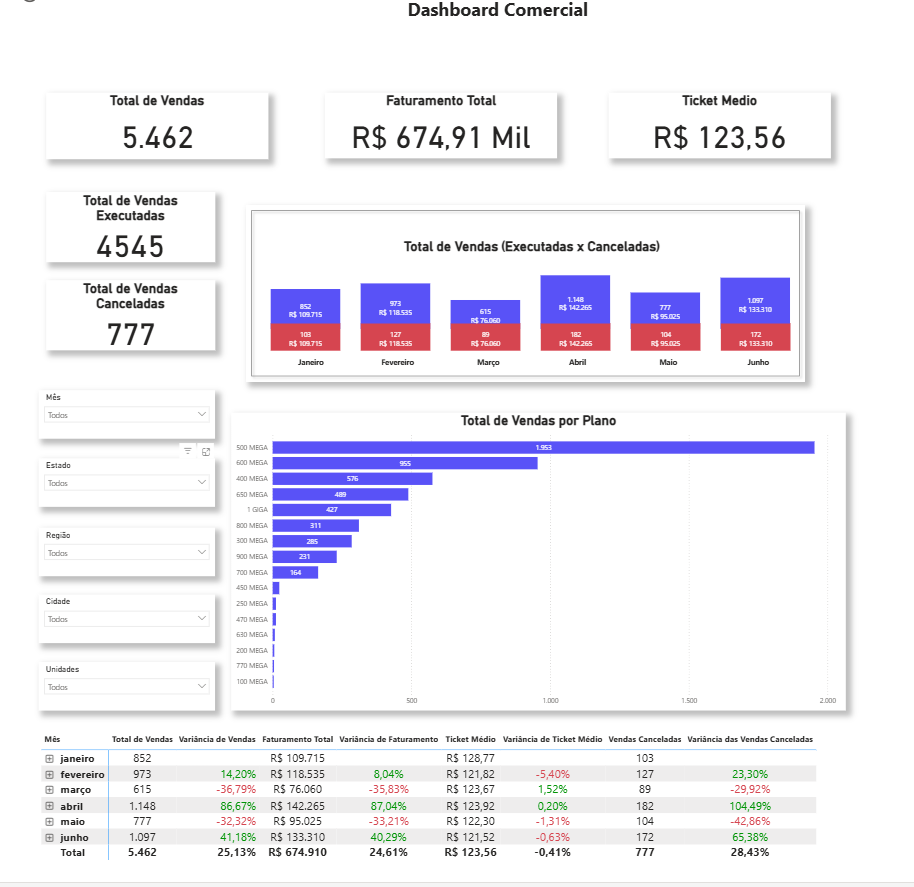 Dashboard Comercial
Total de Vendas
5.462
Faturamento Total
R$ 674,91 Mil
Ticket Medio
R$ 123,56
Total de Vendas
Executadas
4545
Total de Vendas
Canceladas
777
Total de Vendas (Executadas x Canceladas)
852
R$ 109.715
103
R$ 109.715
Janeiro
973
R$ 118.535
127
R$ 118.535
Fevereiro
615
R$ 76.060
89
R$ 76.060
Março
1.148
R$ 142.265
182
R$ 142.265
Abril
777
R$ 95.025
104
R$ 95.025
Maio
1.097
R$ 133.310
172
R$ 133.310
Junho
Mês
Todos
Estado
Todos
Região
Todos
Cidade
Todos
Unidades
Todos
Total de Vendas por Plano
500 MEGA 1.953
600 MEGA 955
400 MEGA 576
650 MEGA 489
1 GIGA 427
800 MEGA 311
300 MEGA 285
900 MEGA 231
700 MEGA 164
450 MEGA
250 MEGA
470 MEGA
630 MEGA
200 MEGA
770 MEGA
100 MEGA
0 500 1.000 1.500 2.000
Mês Total de Vendas Variância de Vendas Faturamento Total Variância de Faturamento Ticket Médio Variância de Ticket Médio Vendas Canceladas Variância das Vendas Canceladas
janeiro 852 R$ 109.715 R$ 128,77 103
fevereiro 973 14,20% R$ 118.535 8,04% R$ 121,82 -5,40% 127 23,30%
março 615 -36,79% R$ 76.060 -35,83% R$ 123,67 1,52% 89 -29,92%
abril 1.148 86,67% R$ 142.265 87,04% R$ 123,92 0,20% 182 104,49%
maio 777 -32,32% R$ 95.025 -33,21% R$ 122,30 -1,31% 104 -42,86%
junho 1.097 41,18% R$ 133.310 40,29% R$ 121,52 -0,63% 172 65,38%
Total 5.462 25,13% R$ 674.910 24,61% R$ 123,56 -0,41% 777 28,43%